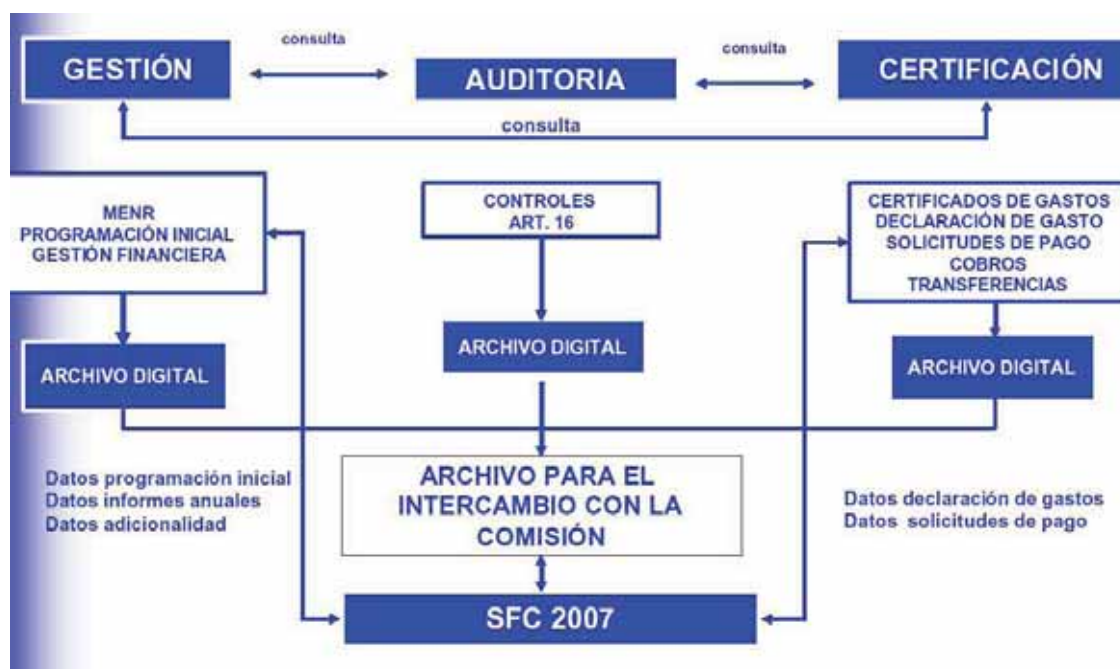 consulta
consulta
GESTIÓN
AUDITORIA
CERTIFICACIÓN
consulta
MENR
PROGRAMACIÓN INICIAL
GESTIÓN FINANCIERA
CONTROLES
ART. 16
CERTIFICADOS DE GASTOS
DECLARACIÓN DE GASTO
SOLICITUDES DE PAGO
COBROS
TRANSFERENCIAS
ARCHIVO DIGITAL
ARCHIVO DIGITAL
ARCHIVO DIGITAL
Datos programación inicial
Datos informes anuales
Datos adicionalidad
ARCHIVO PARA EL
INTERCAMBIO CON LA
COMISIÓN
Datos declaración de gastos
Datos solicitudes de pago
SFC 2007